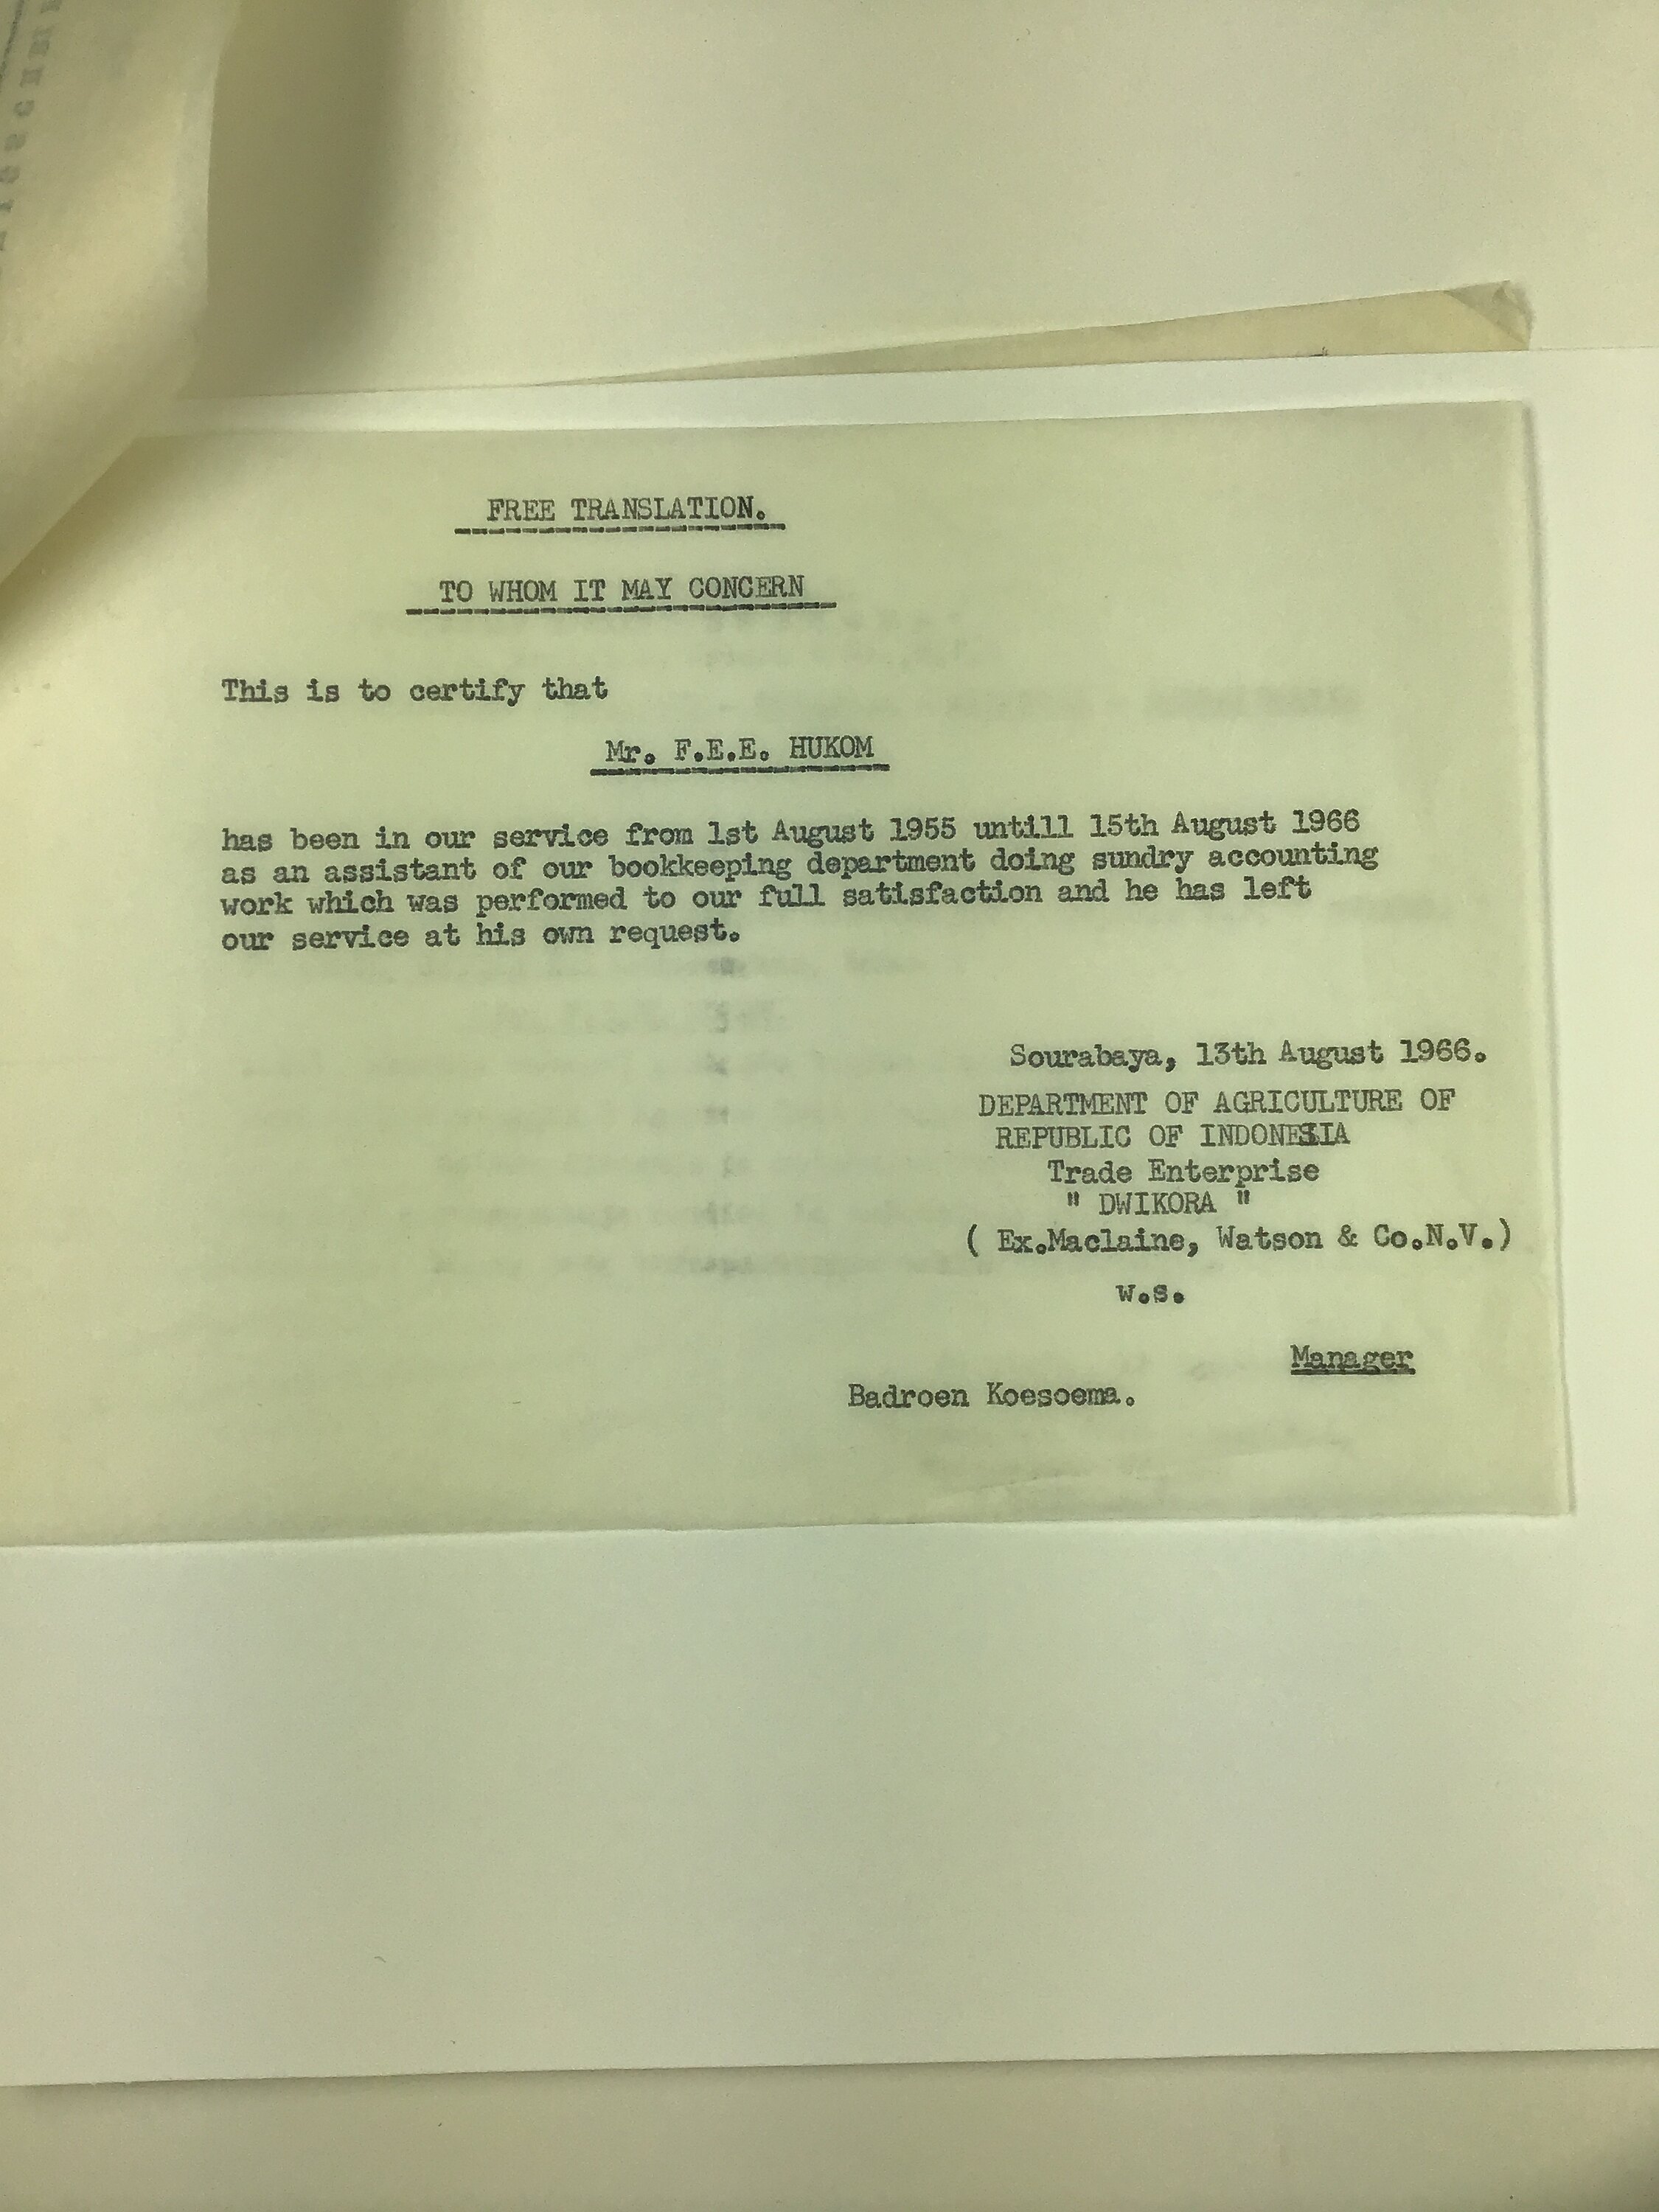 FREE TRANSLATION.
TO WHOM IT MAY CONCERN
This is to certify that
Mr. F.E.E. HUKOM
has been in our service from 1st August 1955 untill 15th August 1966
as an assistant of our bookkeeping department doing sundry accounting
work which was performed to our full satisfaction and he has left
our service at his own request.
Sourabaya, 13th August 1966.
DEPARTMENT OF AGRICULTURE OF
REPUBLIC OF INDONESIA
Trade Enterprise
" DWIKORA "
( Ex.Maclaine, Watson & Co.N.V.)
w.s.
Manager
Badroen Koesoema.